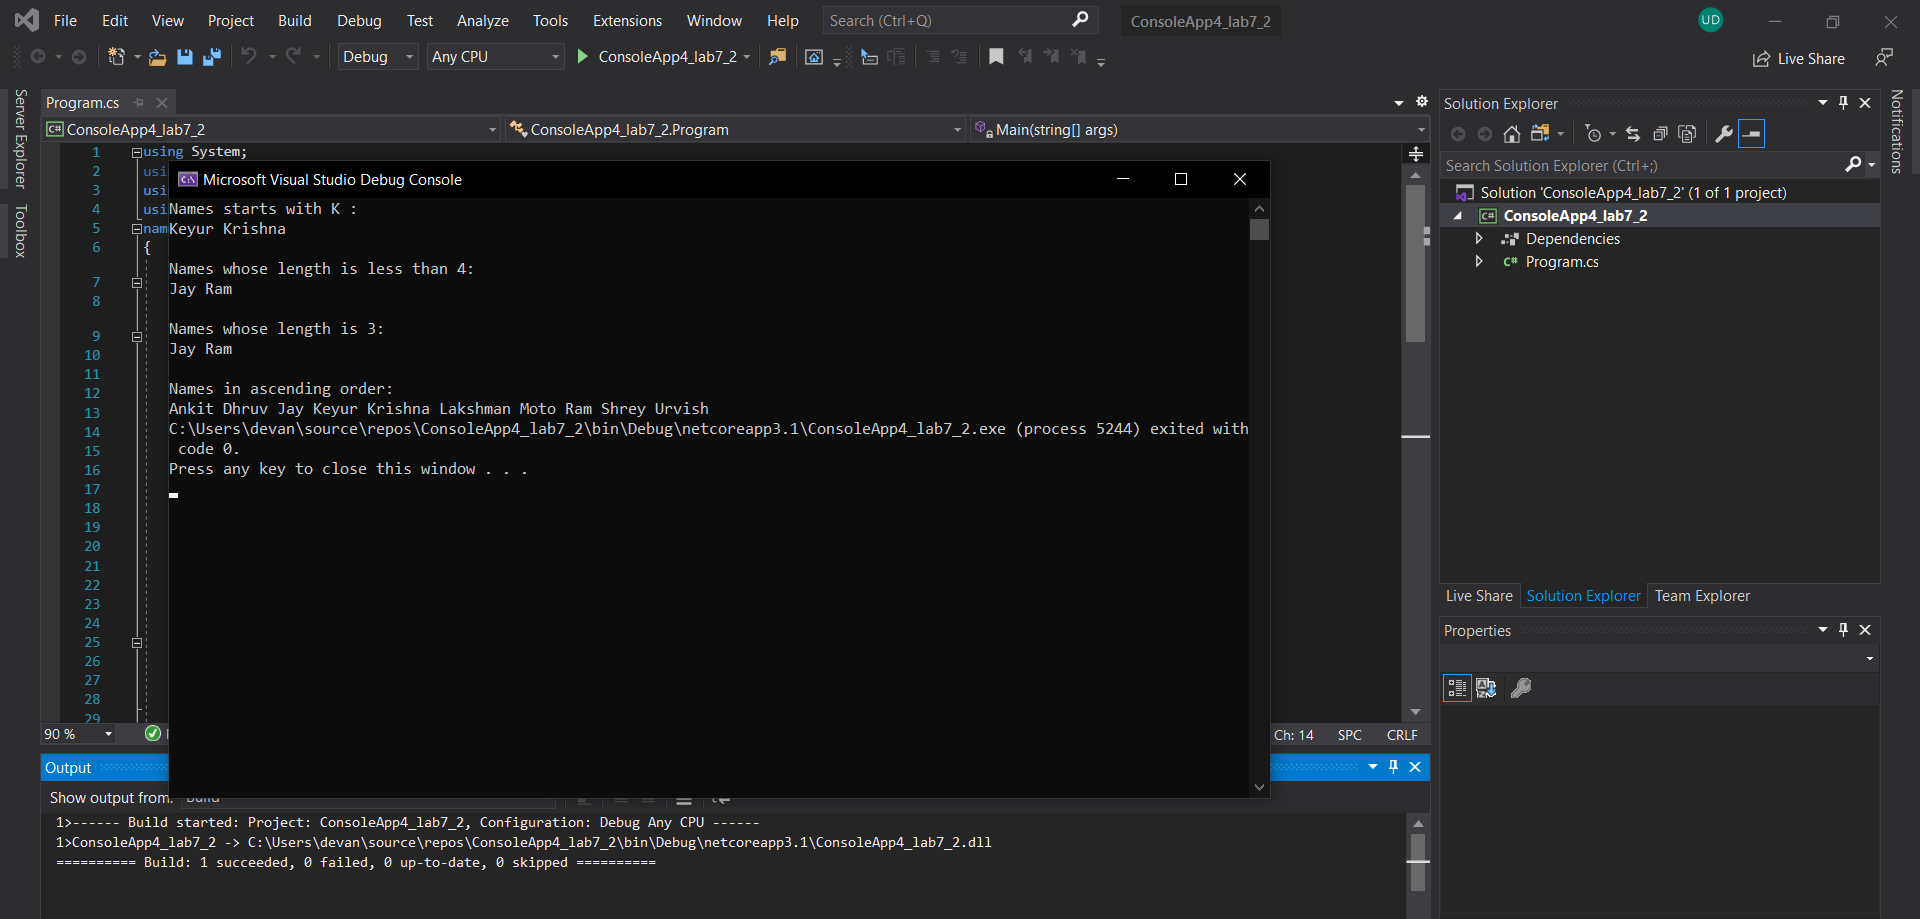 File Edit View Project Build Debug Test Analyze Tools Extensions Window Help Search (Ctrl+Q) ConsoleApp4_lab7_2 UD
Debug Any CPU ConsoleApp4_lab7_2 Live Share
Server Explorer
Toolbox
Program.cs
ConsoleApp4_lab7_2 ConsoleApp4_lab7_2.Program Main(string[] args)
1 using System;
2 usi
3 usi
4 usi
5 nam
6 {
7
8
9
10
11
12
13
14
15
16
17
18
19
20
21
22
23
24
25
26
27
28
29
Microsoft Visual Studio Debug Console
Names starts with K :
Keyur Krishna
Names whose length is less than 4:
Jay Ram
Names whose length is 3:
Jay Ram
Names in ascending order:
Ankit Dhruv Jay Keyur Krishna Lakshman Moto Ram Shrey Urvish
C:\Users\devan\source\repos\ConsoleApp4_lab7_2\bin\Debug\netcoreapp3.1\ConsoleApp4_lab7_2.exe (process 5244) exited with
code 0.
Press any key to close this window . . .
90 % Ch: 14 SPC CRLF
Output
Show output from: Build
1>------ Build started: Project: ConsoleApp4_lab7_2, Configuration: Debug Any CPU ------
1>ConsoleApp4_lab7_2 -> C:\Users\devan\source\repos\ConsoleApp4_lab7_2\bin\Debug\netcoreapp3.1\ConsoleApp4_lab7_2.dll
========== Build: 1 succeeded, 0 failed, 0 up-to-date, 0 skipped ==========
Solution Explorer
Search Solution Explorer (Ctrl+;)
Solution 'ConsoleApp4_lab7_2' (1 of 1 project)
C# ConsoleApp4_lab7_2
Dependencies
C# Program.cs
Live Share Solution Explorer Team Explorer
Properties
Notifications